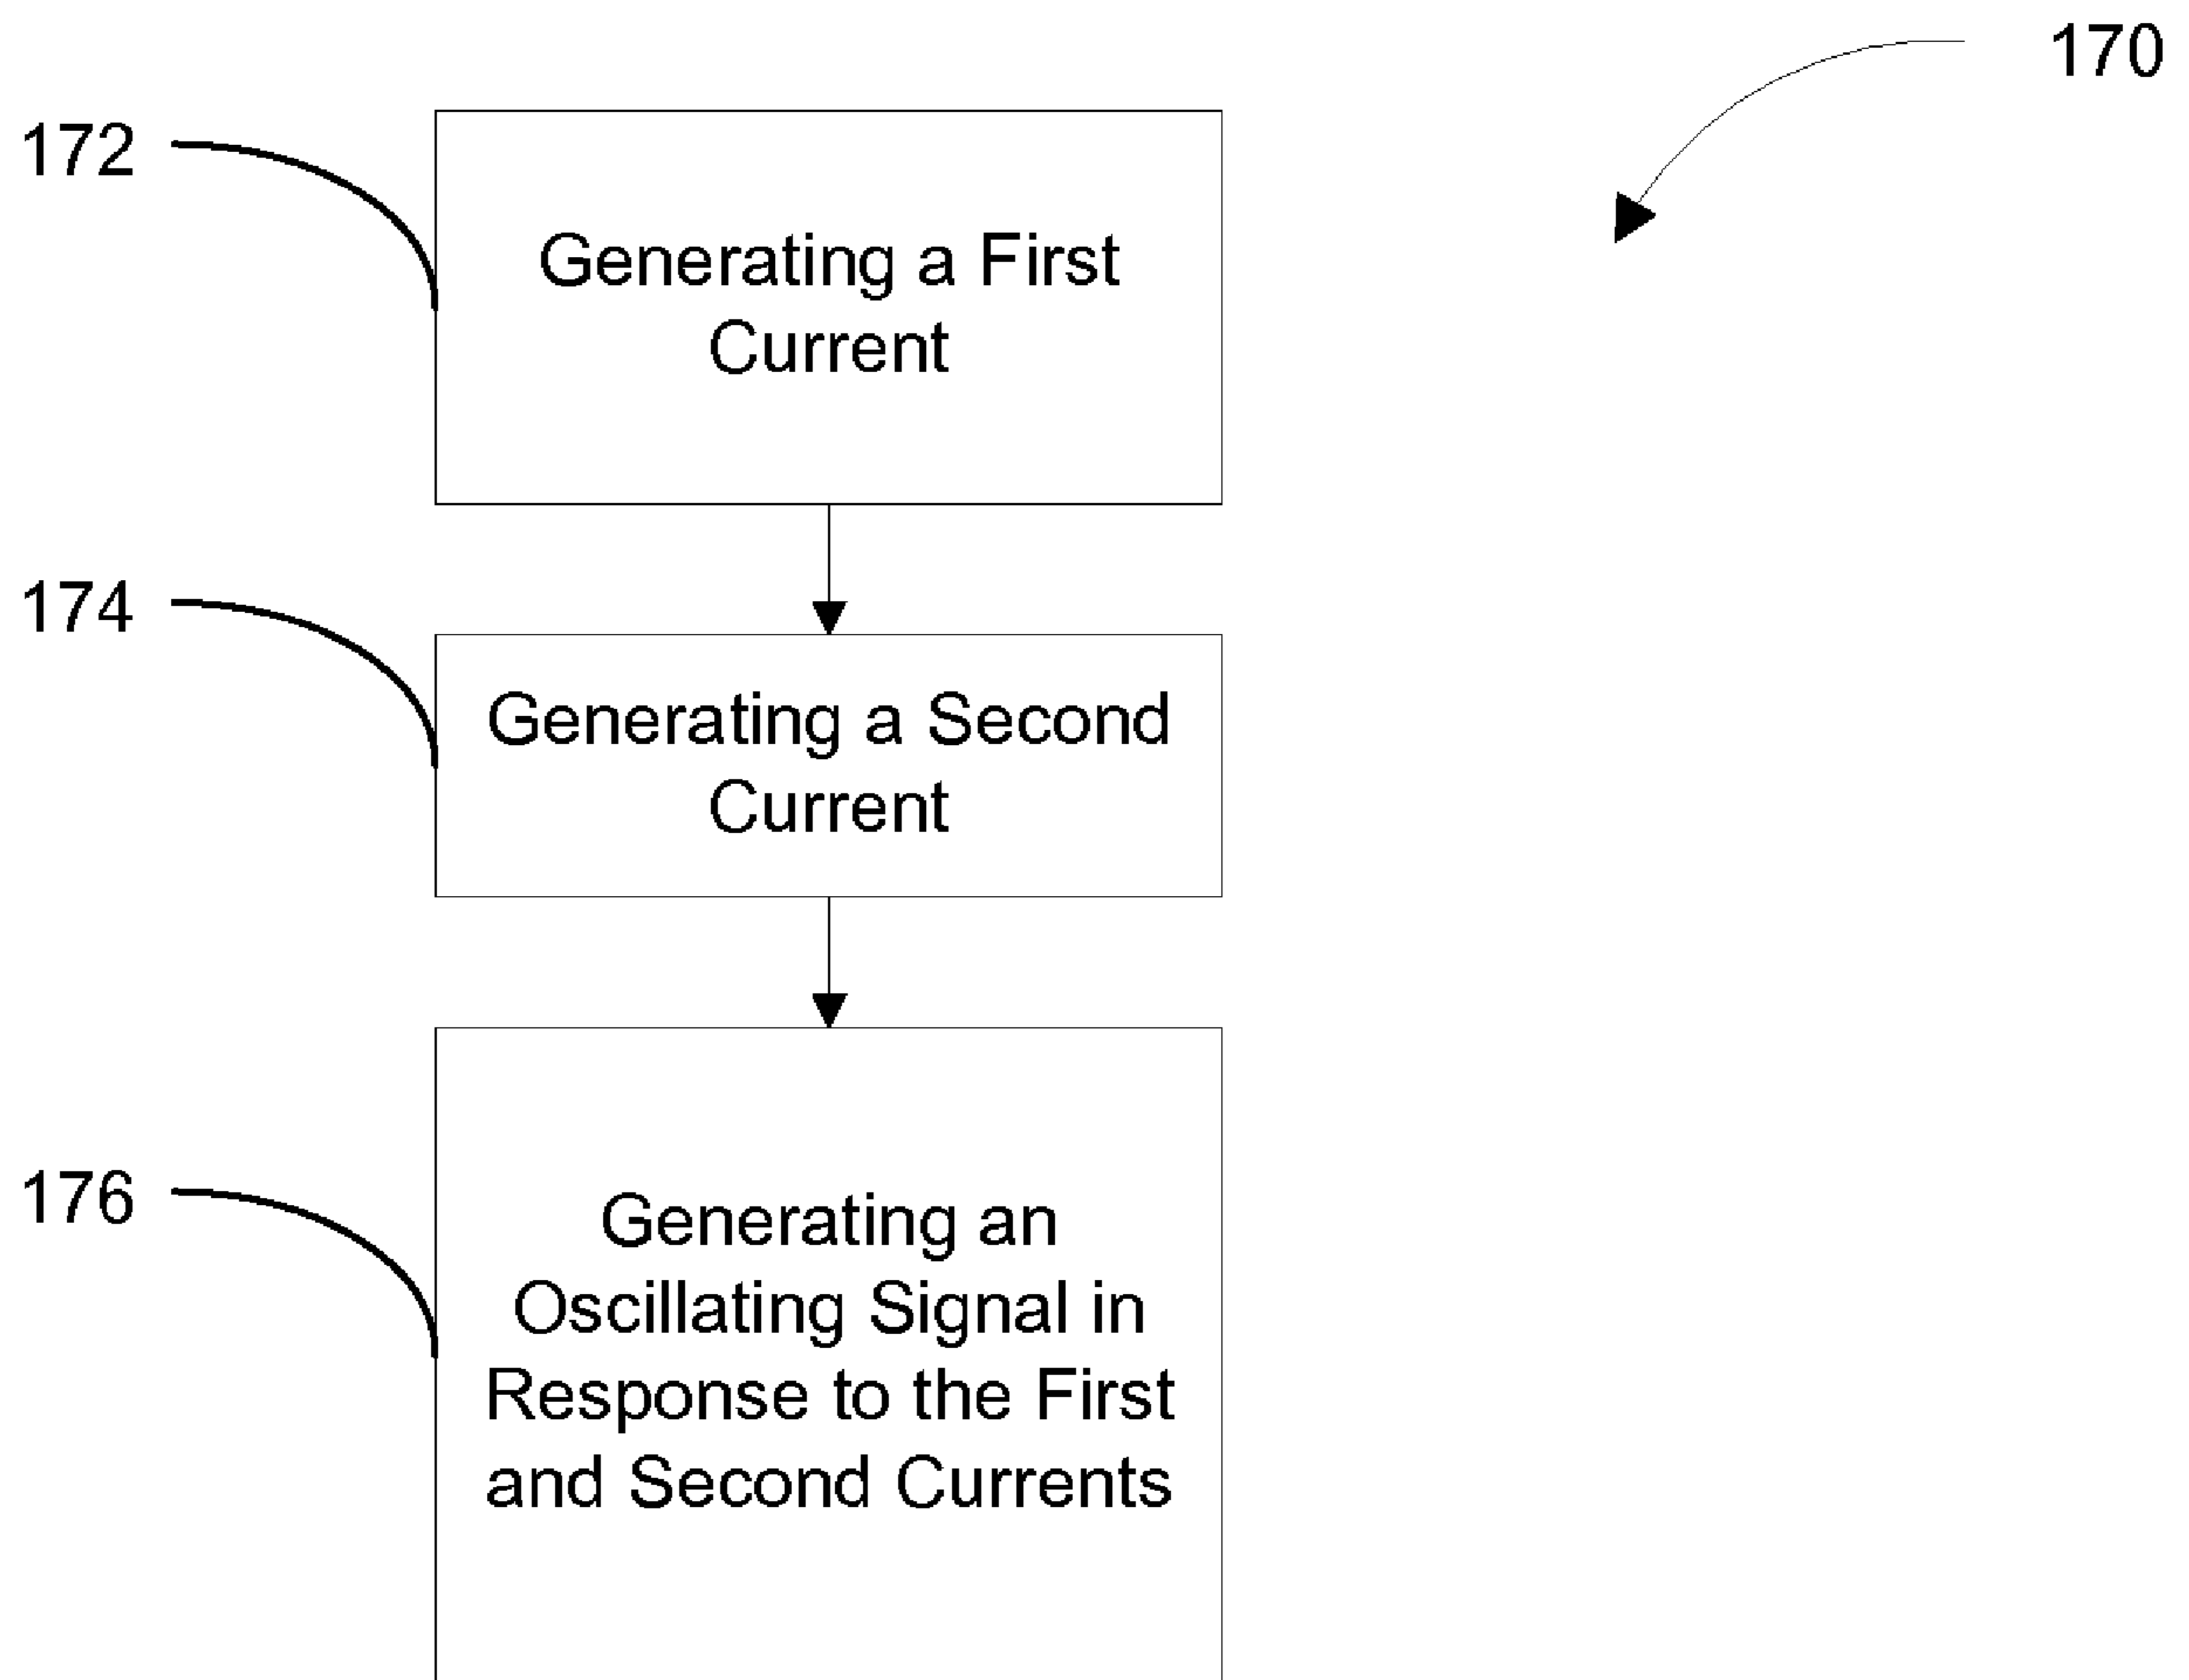 170
172
Generating a First
Current
174
Generating a Second
Current
176
Generating an
Oscillating Signal in
Response to the First
and Second Currents